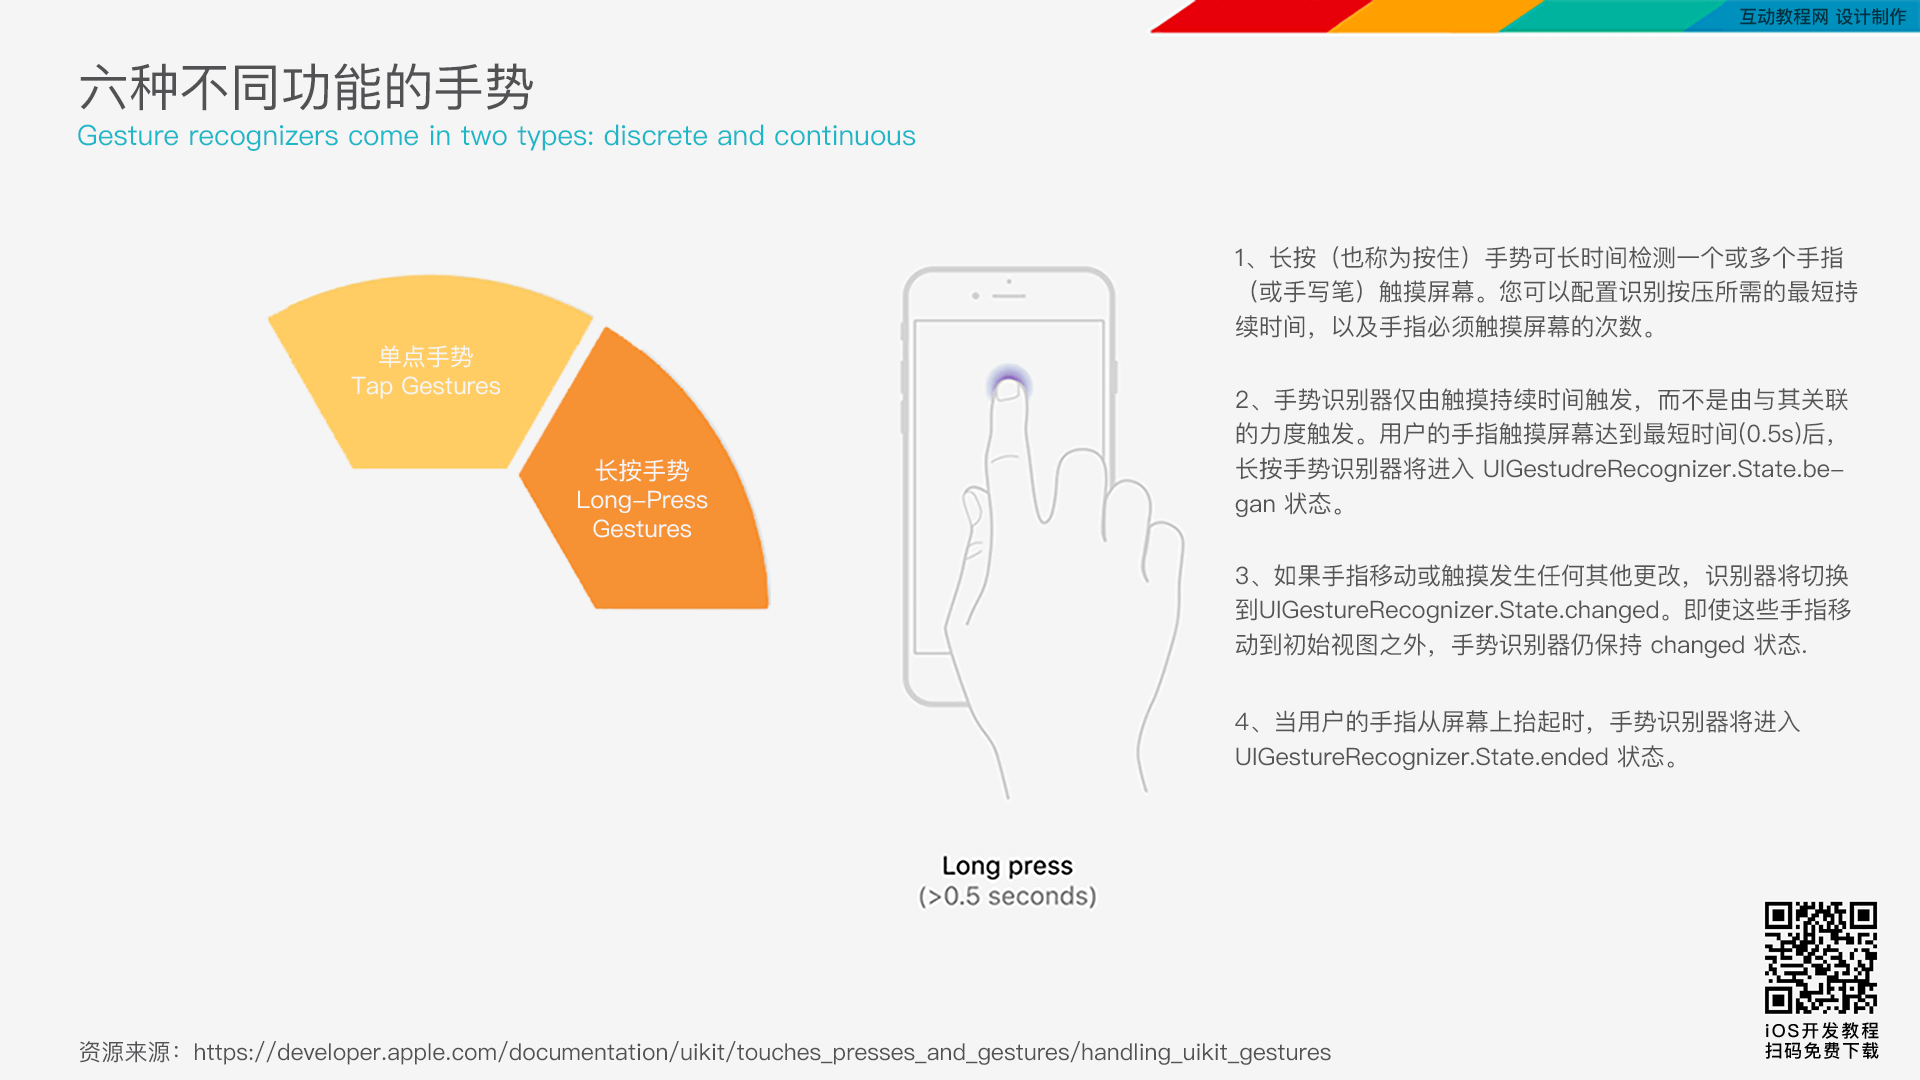 互动教程网 设计制作
六种不同功能的手势
Gesture recognizers come in two types: discrete and continuous
单点手势
Tap Gestures
长按手势
Long-Press
Gestures
1、长按（也称为按住）手势可长时间检测一个或多个手指
（或手写笔）触摸屏幕。您可以配置识别按压所需的最短持
续时间，以及手指必须触摸屏幕的次数。
2、手势识别器仅由触摸持续时间触发，而不是由与其关联
的力度触发。用户的手指触摸屏幕达到最短时间(0.5s)后，
长按手势识别器将进入 UIGestudreRecognizer.State.be-
gan 状态。
3、如果手指移动或触摸发生任何其他更改，识别器将切换
到UIGestureRecognizer.State.changed。即使这些手指移
动到初始视图之外，手势识别器仍保持 changed 状态.
4、当用户的手指从屏幕上抬起时，手势识别器将进入
UIGestureRecognizer.State.ended 状态。
Long press
(>0.5 seconds)
iOS开发教程
扫码免费下载
资源来源：https://developer.apple.com/documentation/uikit/touches_presses_and_gestures/handling_uikit_gestures